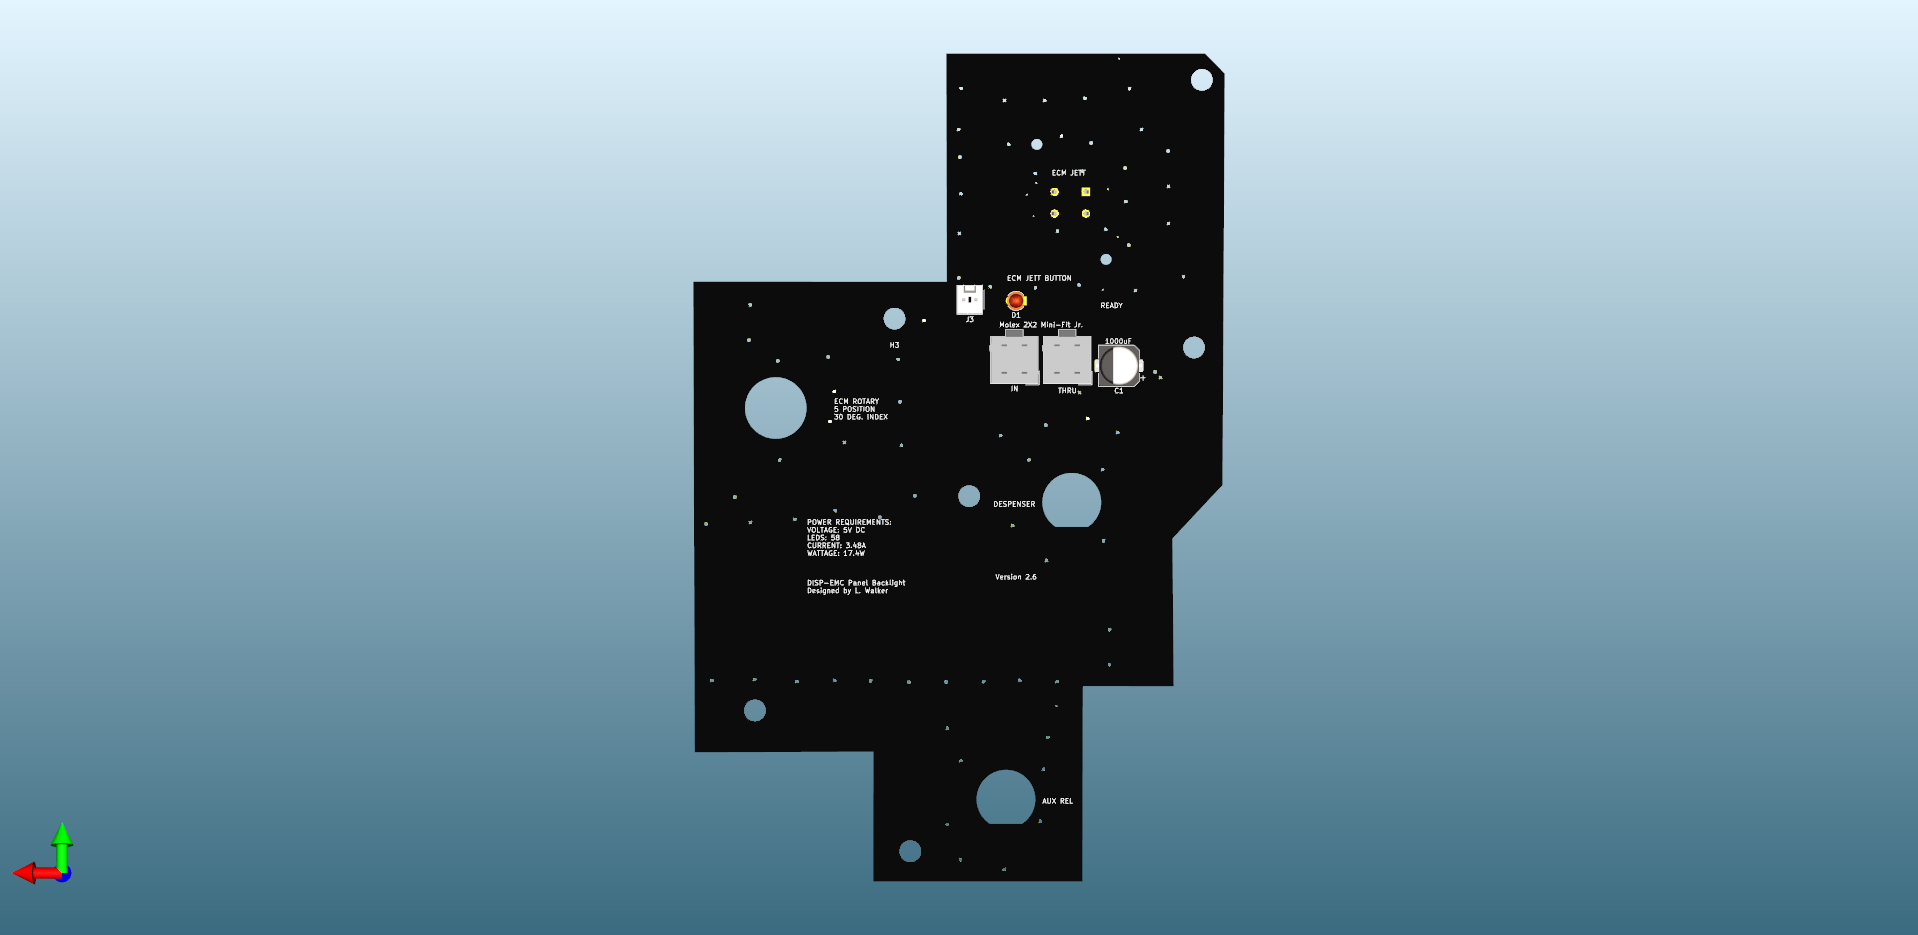 ECM JETT
ECM JETT BUTTON
READY
D1
J3
Molex 2X2 Mini-Fit Jr.
1000uF
H3
+
IN
THRU
C1
ECM ROTARY
5 POSITION
30 DEG. INDEX
DESPENSER
POWER REQUIREMENTS:
VOLTAGE: 5V DC
LEDS: 58
CURRENT: 3.48A
WATTAGE: 17.4W
Version 2.6
DISP-EMC Panel Backlight
Designed by L. Walker
AUX REL